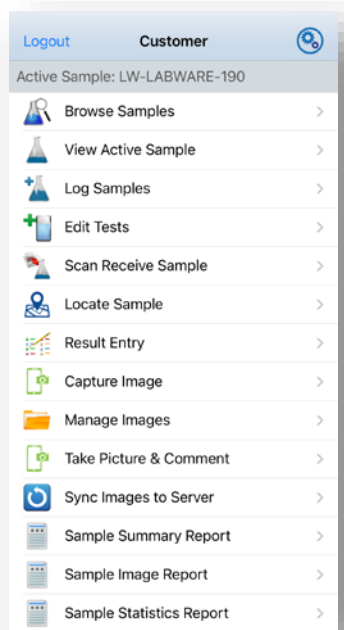 Logout Customer
Active Sample: LW-LABWARE-190
Browse Samples
View Active Sample
Log Samples
Edit Tests
Scan Receive Sample
Locate Sample
Result Entry
Capture Image
Manage Images
Take Picture & Comment
Sync Images to Server
Sample Summary Report
Sample Image Report
Sample Statistics Report